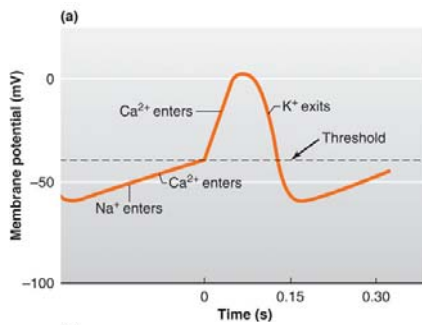 (a)
Membrane potential (mV)
0
−50
−100
Ca²⁺ enters
K⁺ exits
Threshold
Ca²⁺ enters
Na⁺ enters
0
0.15
0.30
Time (s)